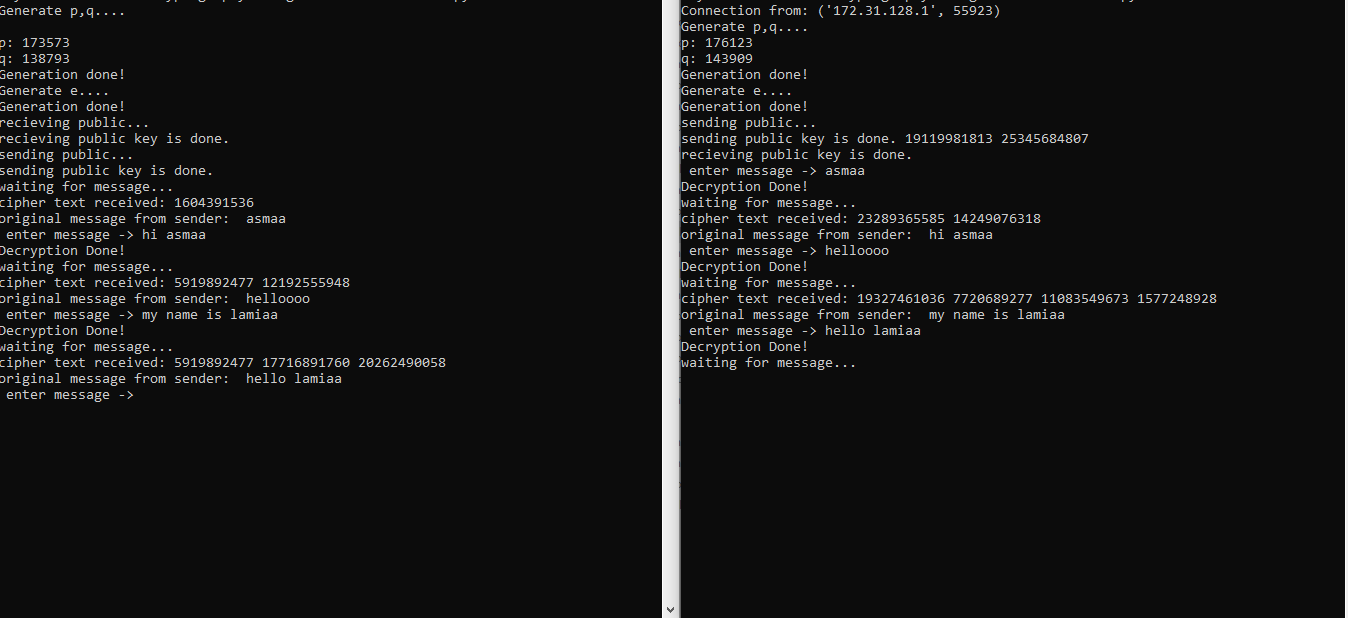 Generate p,q....
p: 173573
q: 138793
Generation done!
Generate e....
Generation done!
recieving public...
recieving public key is done.
sending public...
sending public key is done.
waiting for message...
cipher text received: 1604391536
original message from sender:  asmaa
 enter message -> hi asmaa
Decryption Done!
waiting for message...
cipher text received: 5919892477 12192555948
original message from sender:  helloooo
 enter message -> my name is lamiaa
Decryption Done!
waiting for message...
cipher text received: 5919892477 17716891760 20262490058
original message from sender:  hello lamiaa
 enter message ->
Connection from: ('172.31.128.1', 55923)
Generate p,q....
p: 176123
q: 143909
Generation done!
Generate e....
Generation done!
sending public...
sending public key is done. 19119981813 25345684807
recieving public key is done.
 enter message -> asmaa
Decryption Done!
waiting for message...
cipher text received: 23289365585 14249076318
original message from sender:  hi asmaa
 enter message -> helloooo
Decryption Done!
waiting for message...
cipher text received: 19327461036 7720689277 11083549673 1577248928
original message from sender:  my name is lamiaa
 enter message -> hello lamiaa
Decryption Done!
waiting for message...